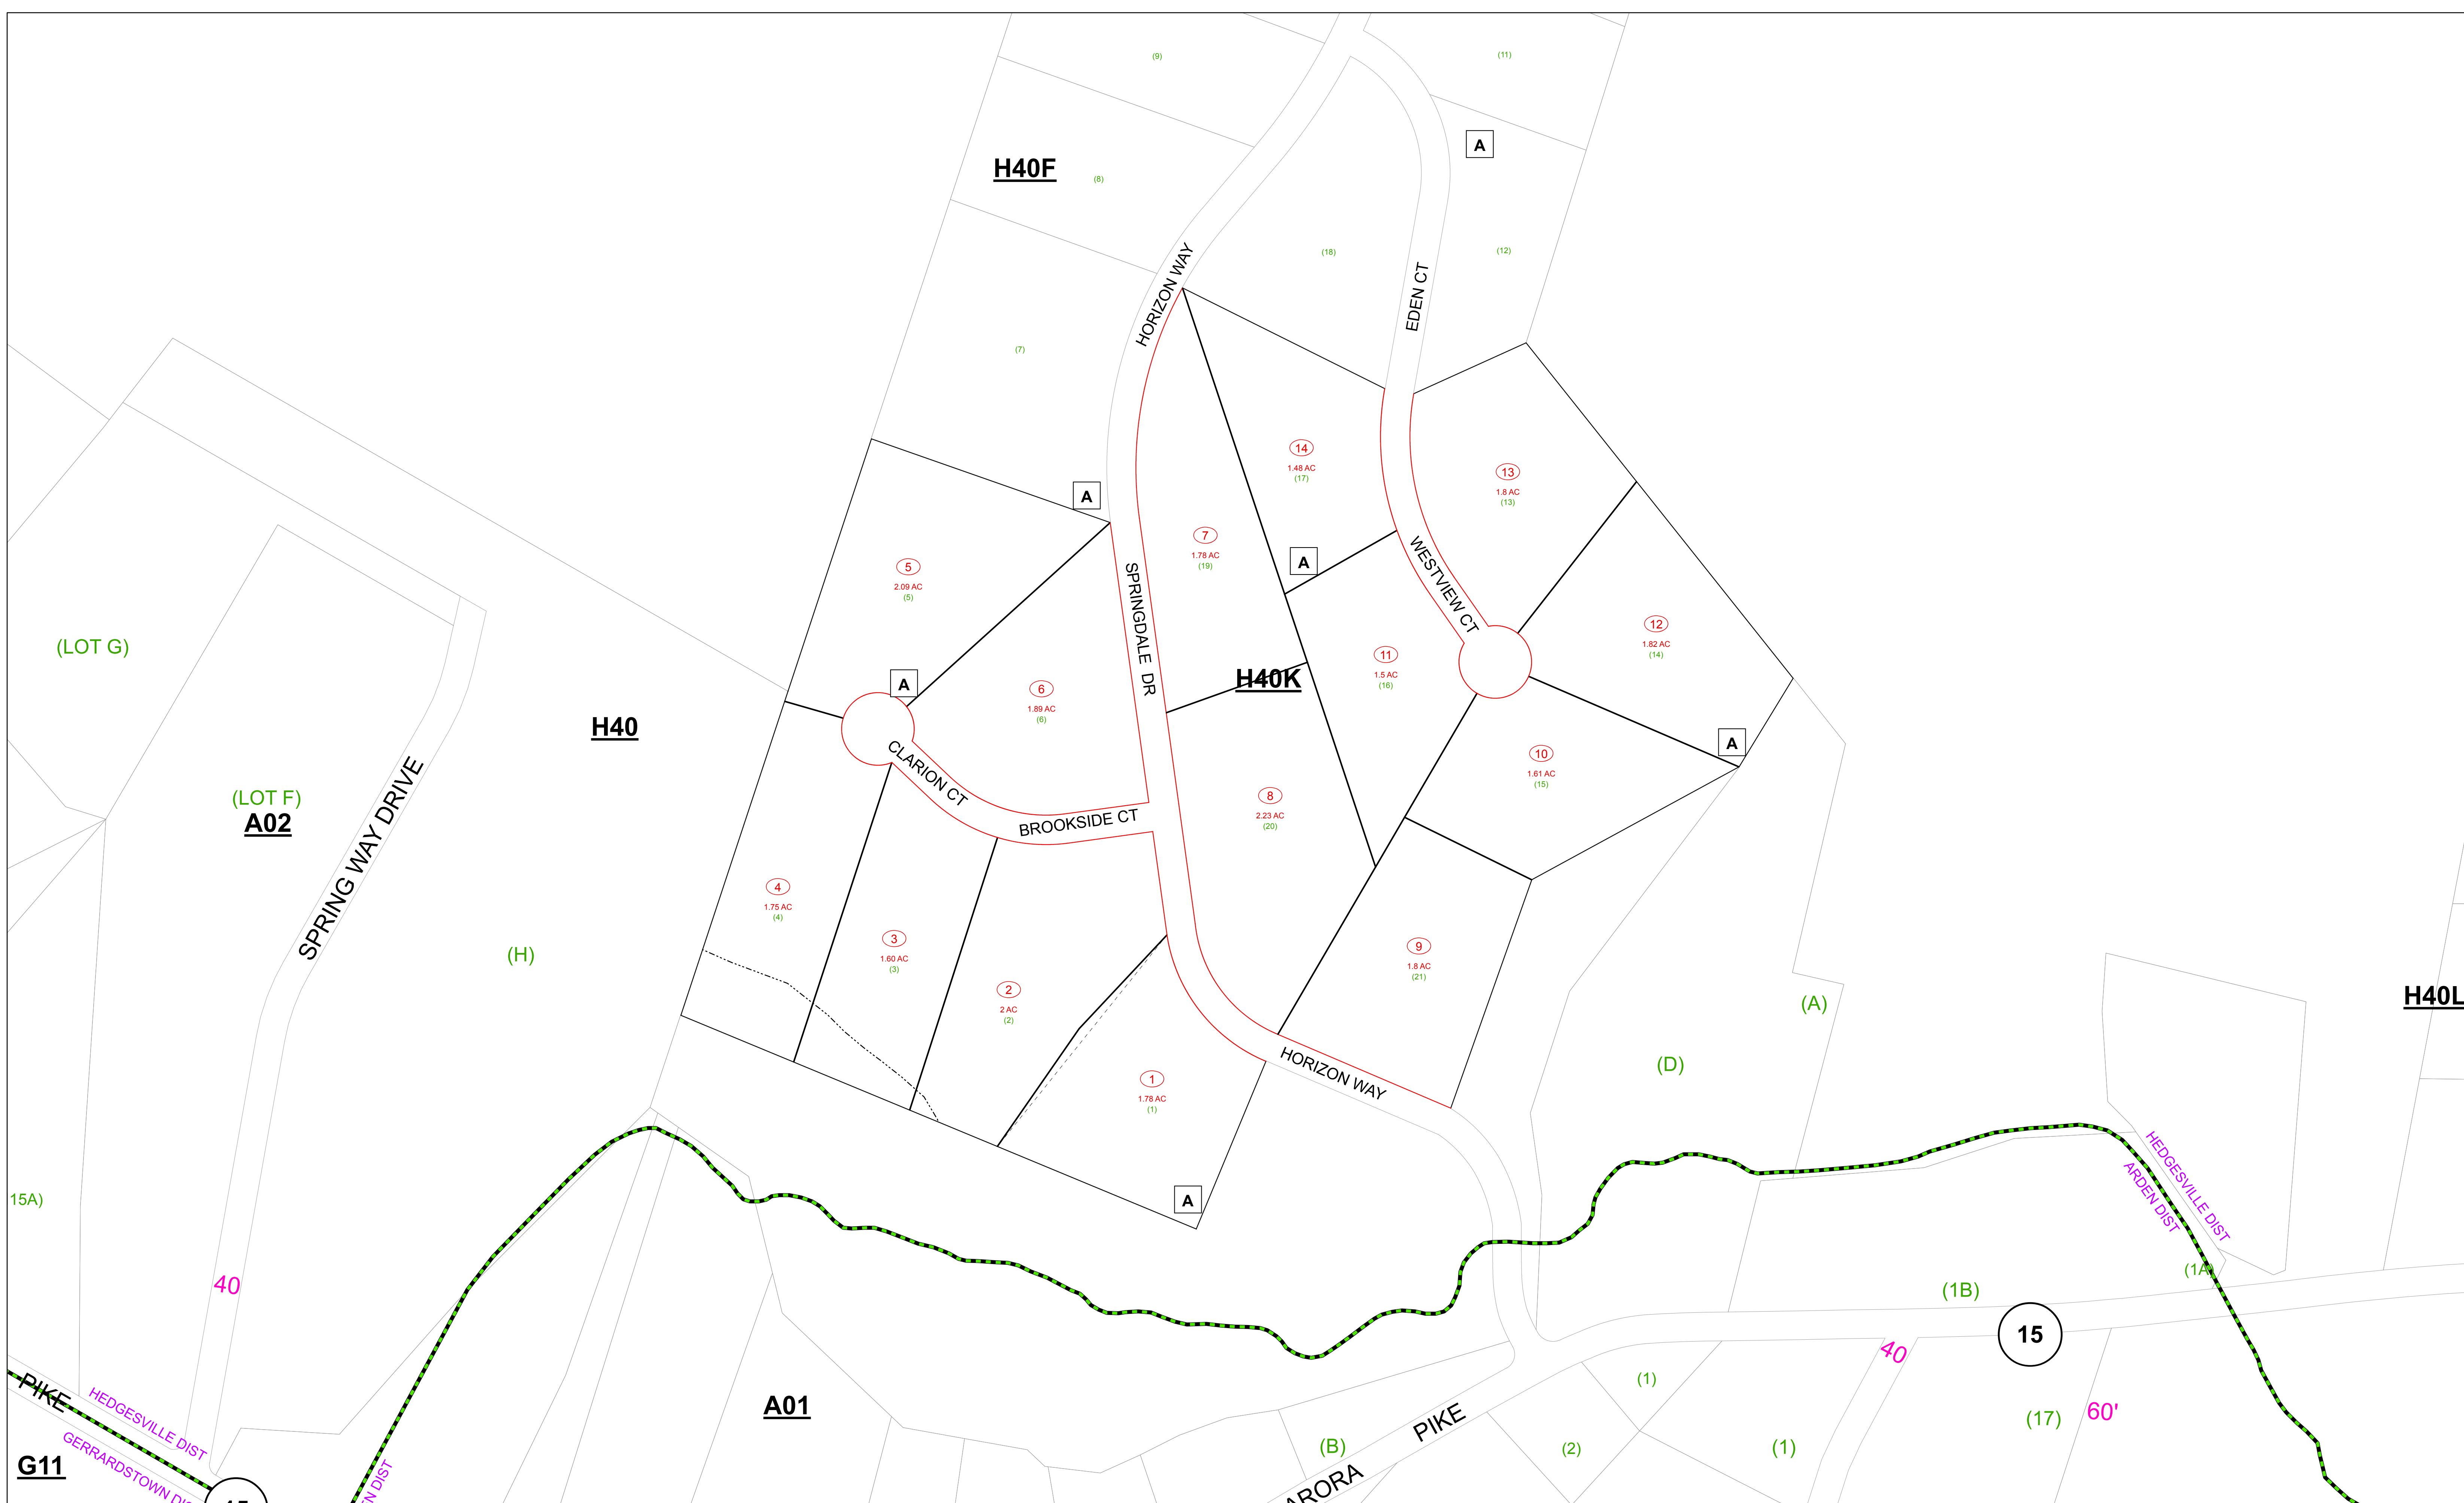 (9)
(11)
A
H40F
(8)
(18)
(12)
HORIZON WAY
EDEN CT
(7)
14
1.48 AC
(17)
13
1.8 AC
(13)
A
7
1.78 AC
(19)
A
5
2.09 AC
(5)
SPRINGDALE DR
WESTVIEW CT
12
1.82 AC
(14)
(LOT G)
11
1.5 AC
(16)
H40K
A
6
1.89 AC
(6)
H40
A
10
1.61 AC
(15)
CLARION CT
BROOKSIDE CT
8
2.23 AC
(20)
(LOT F)
A02
SPRING WAY DRIVE
4
1.75 AC
(4)
3
1.60 AC
(3)
9
1.8 AC
(21)
(H)
2
2 AC
(2)
H40L
(A)
(D)
HORIZON WAY
1
1.78 AC
(1)
A
HEDGESVILLE DIST
ARDEN DIST
15A)
40
(1A)
(1B)
15
40
PIKE
HEDGESVILLE DIST
GERRARDSTOWN DIS
G11
A01
(1)
(17)
60'
PIKE
(B)
(2)
(1)
ARORA
EN DIST